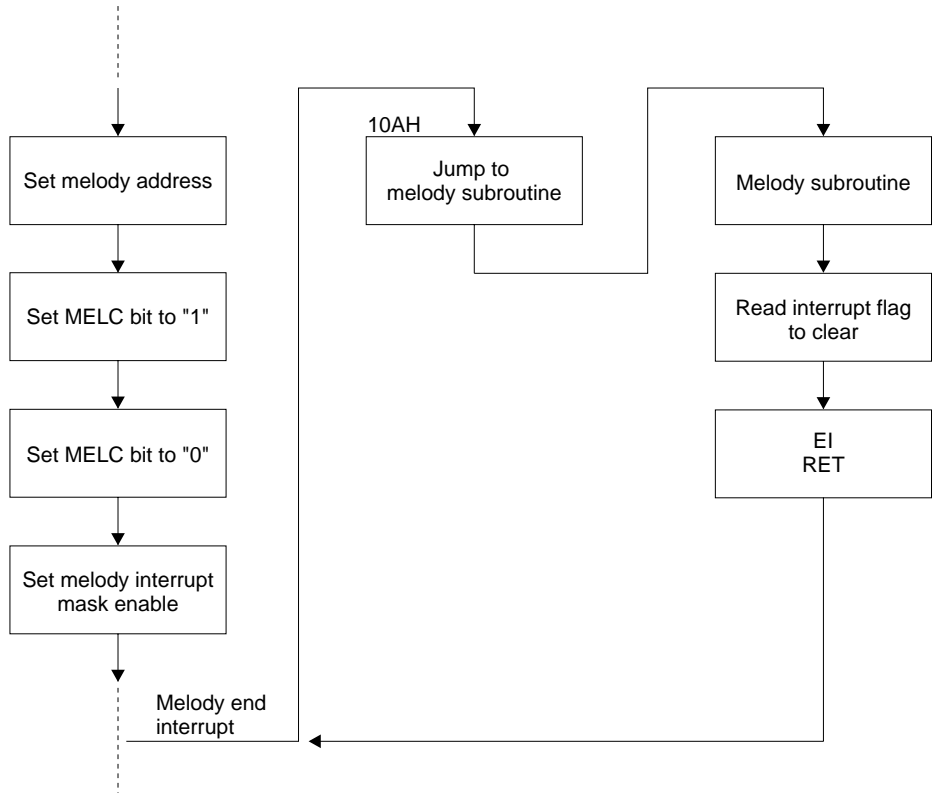 Set melody address
Set MELC bit to "1"
Set MELC bit to "0"
Set melody interrupt
mask enable
Melody end
interrupt
10AH
Jump to
melody subroutine
Melody subroutine
Read interrupt flag
to clear
EI
RET